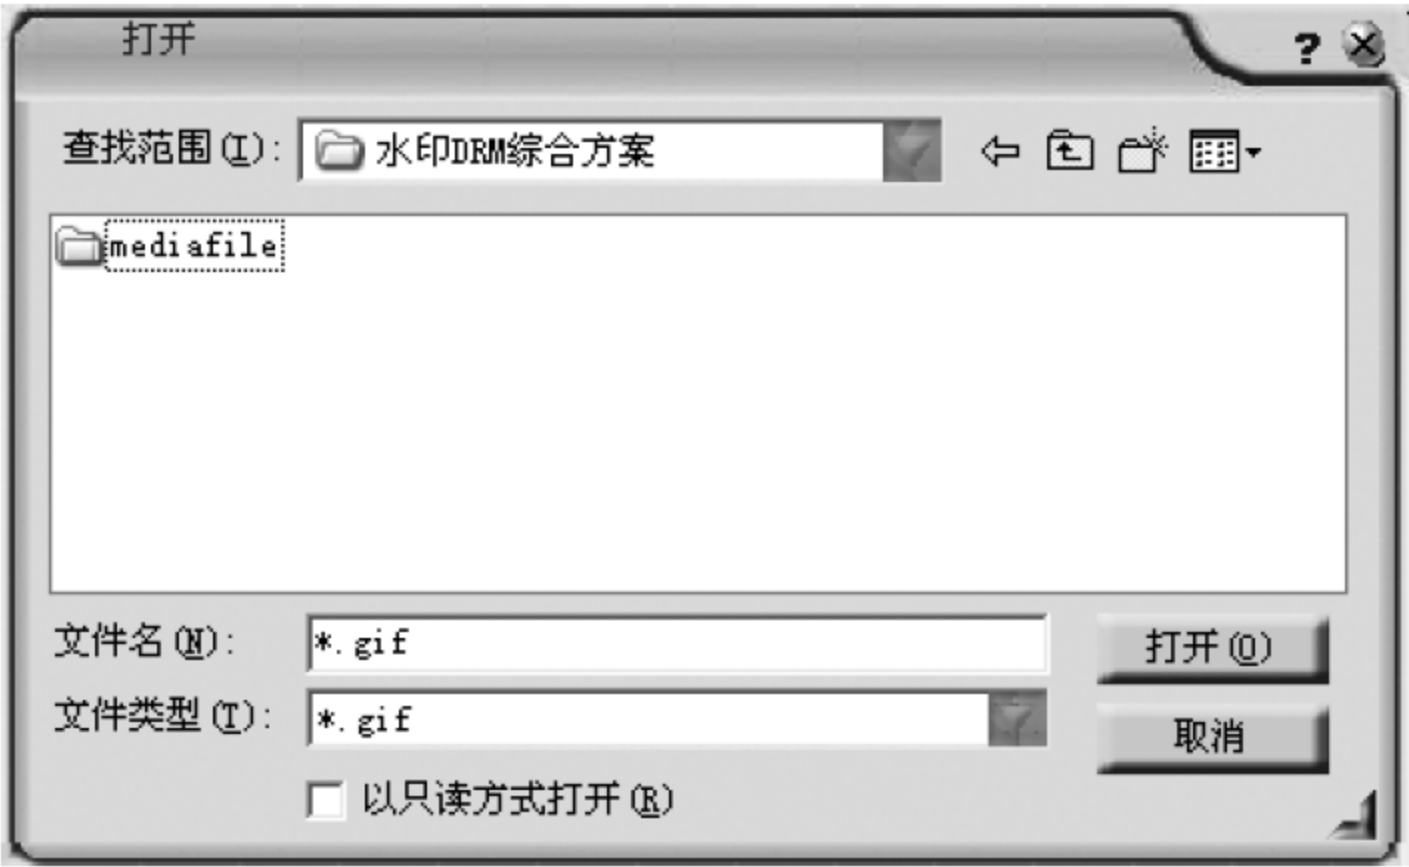 打开
?
查找范围(I):
水印DRM综合方案
mediafile
文件名(N):
*.gif
打开(O)
文件类型(T):
*.gif
取消
以只读方式打开(R)